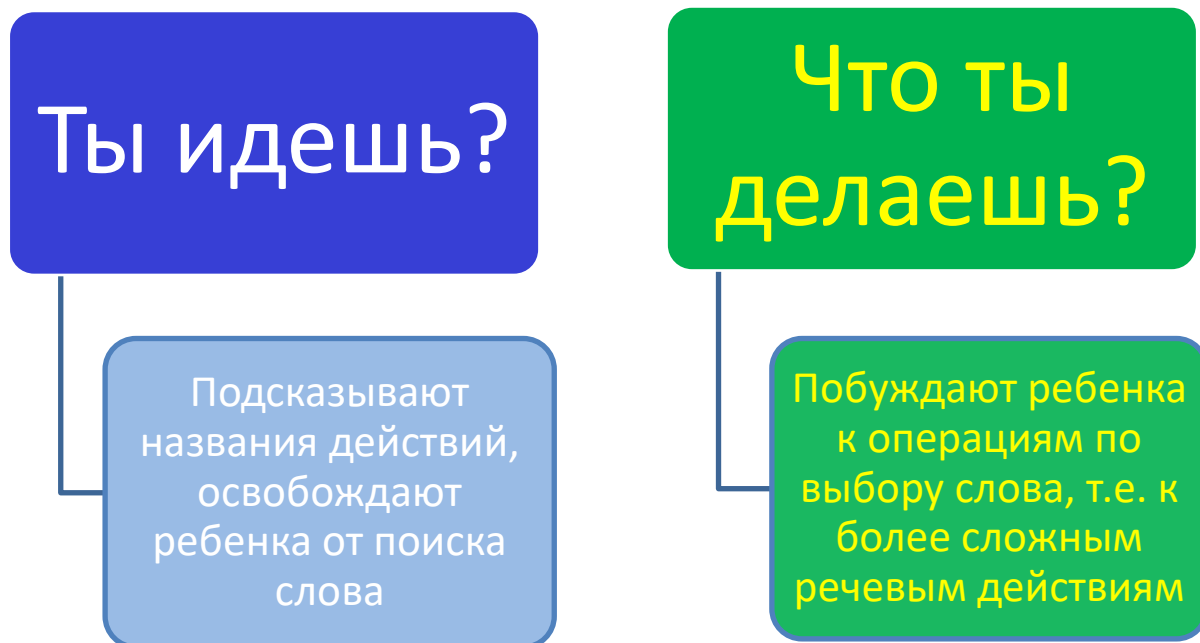 Ты идешь?
Подсказывают
названия действий,
освобождают
ребенка от поиска
слова
Что ты
делаешь?
Побуждают ребенка
к операциям по
выбору слова, т.е. к
более сложным
речевым действиям